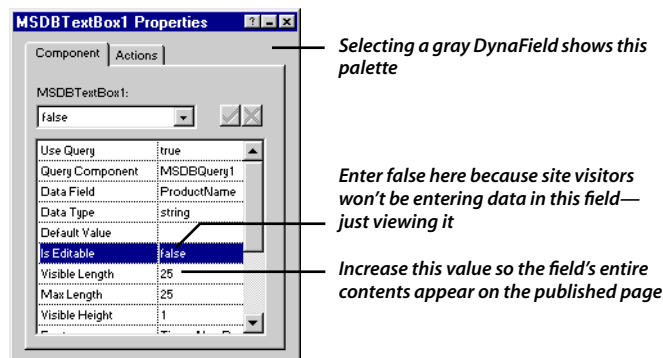 MSDBTextBox1 Properties
Selecting a gray DynaField shows this
palette
Component
Actions
MSDBTextBox1:
false
Use Query true
Query Component MSDBQuery1
Data Field ProductName
Data Type string
Default Value
Is Editable false
Visible Length 25
Max Length 25
Visible Height 1
Enter false here because site visitors
won't be entering data in this field—
just viewing it
Increase this value so the field's entire
contents appear on the published page